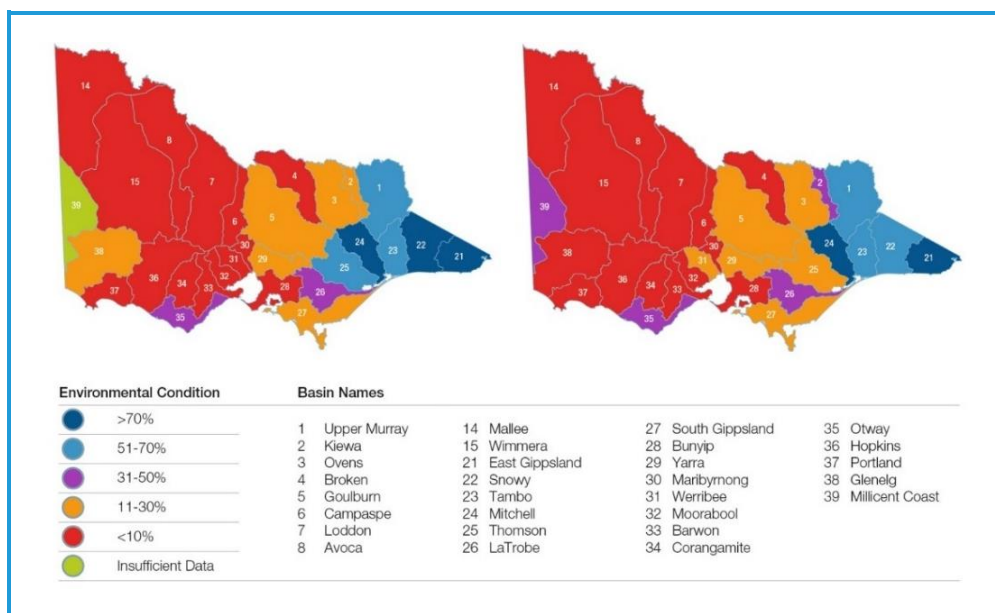 14
8
15
7
4
2
1
3
39
6
5
24
22
23
21
38
30
31
29
25
36
34
33
32
28
26
37
35
27
14
8
15
7
4
2
1
3
39
6
5
24
23
22
21
38
30
31
29
25
36
34
33
32
28
26
37
35
27
Environmental Condition
>70%
51-70%
31-50%
11-30%
<10%
Insufficient Data
Basin Names
1 Upper Murray
2 Kiewa
3 Ovens
4 Broken
5 Goulburn
6 Campaspe
7 Loddon
8 Avoca
14 Mallee
15 Wimmera
21 East Gippsland
22 Snowy
23 Tambo
24 Mitchell
25 Thomson
26 LaTrobe
27 South Gippsland
28 Bunyip
29 Yarra
30 Maribyrnong
31 Werribee
32 Moorabool
33 Barwon
34 Corangamite
35 Otway
36 Hopkins
37 Portland
38 Glenelg
39 Millicent Coast